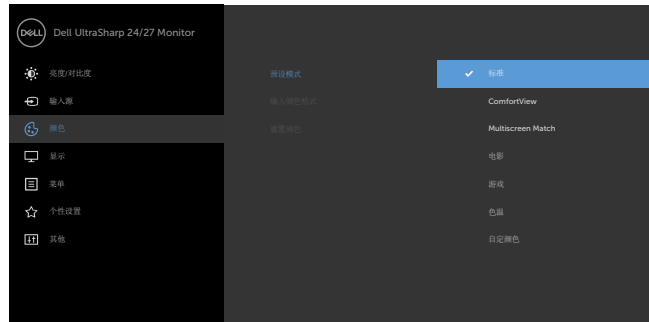 DELL
Dell UltraSharp 24/27 Monitor
亮度/对比度
输入源
颜色
显示
菜单
个性设置
其他
预设模式
输入颜色格式
重置颜色
标准
ComfortView
Multiscreen Match
电影
游戏
色温
自定颜色